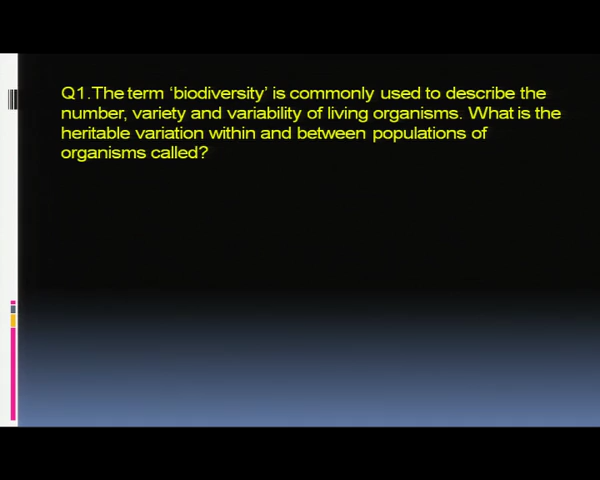 Q1.The term ‘biodiversity’ is commonly used to describe the
number, variety and variability of living organisms. What is the
heritable variation within and between populations of
organisms called?